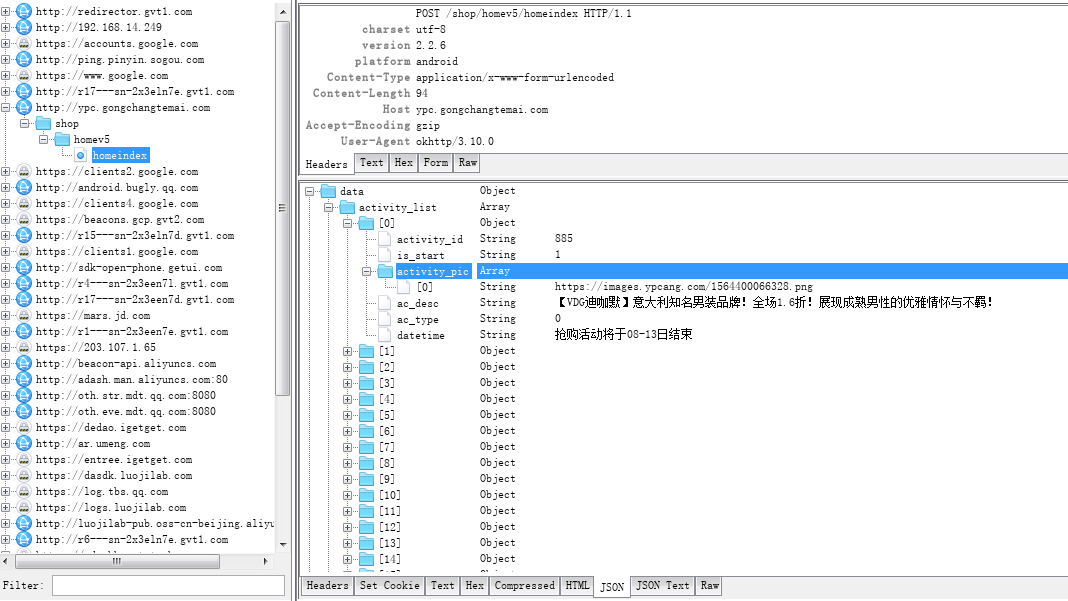 http://redirector.gvt1.com
http://192.168.14.249
https://accounts.google.com
http://ping.pinyin.sogou.com
https://www.google.com
http://r17---sn-2x3eln7e.gvt1.com
http://ypc.gongchangtemai.com
shop
homev5
homeindex
https://clients2.google.com
http://android.bugly.qq.com
https://clients4.google.com
https://beacons.gcp.gvt2.com
http://r15---sn-2x3eln7d.gvt1.com
https://clients1.google.com
http://sdk-open-phone.getui.com
http://r4---sn-2x3een7l.gvt1.com
http://r17---sn-2x3een7d.gvt1.com
https://mars.jd.com
http://r1---sn-2x3een7e.gvt1.com
https://203.107.1.65
http://beacon-api.aliyuncs.com
http://adash.man.aliyuncs.com:80
http://oth.str.mdt.qq.com:8080
http://oth.eve.mdt.qq.com:8080
https://dedao.igetget.com
http://ar.umeng.com
https://entree.igetget.com
https://dasdk.luojilab.com
https://log.tbs.qq.com
https://logs.luojilab.com
http://luojilab-pub.oss-cn-beijing.aliyu
http://r6---sn-2x3eln7e.gvt1.com
Filter:
POST /shop/homev5/homeindex HTTP/1.1
charset utf-8
version 2.2.6
platform android
Content-Type application/x-www-form-urlencoded
Content-Length 94
Host ypc.gongchangtemai.com
Accept-Encoding gzip
User-Agent okhttp/3.10.0
Headers Text Hex Form Raw
data Object
activity_list Array
[0] Object
activity_id String 885
is_start String 1
activity_pic Array
[0] String https://images.ypcang.com/1564400066328.png
ac_desc String 【VDG迪咖默】意大利知名男装品牌！全场1.6折！展现成熟男性的优雅情怀与不羁！
ac_type String 0
datetime String 抢购活动将于08-13日结束
[1] Object
[2] Object
[3] Object
[4] Object
[5] Object
[6] Object
[7] Object
[8] Object
[9] Object
[10] Object
[11] Object
[12] Object
[13] Object
[14] Object
Headers Set Cookie Text Hex Compressed HTML JSON JSON Text Raw